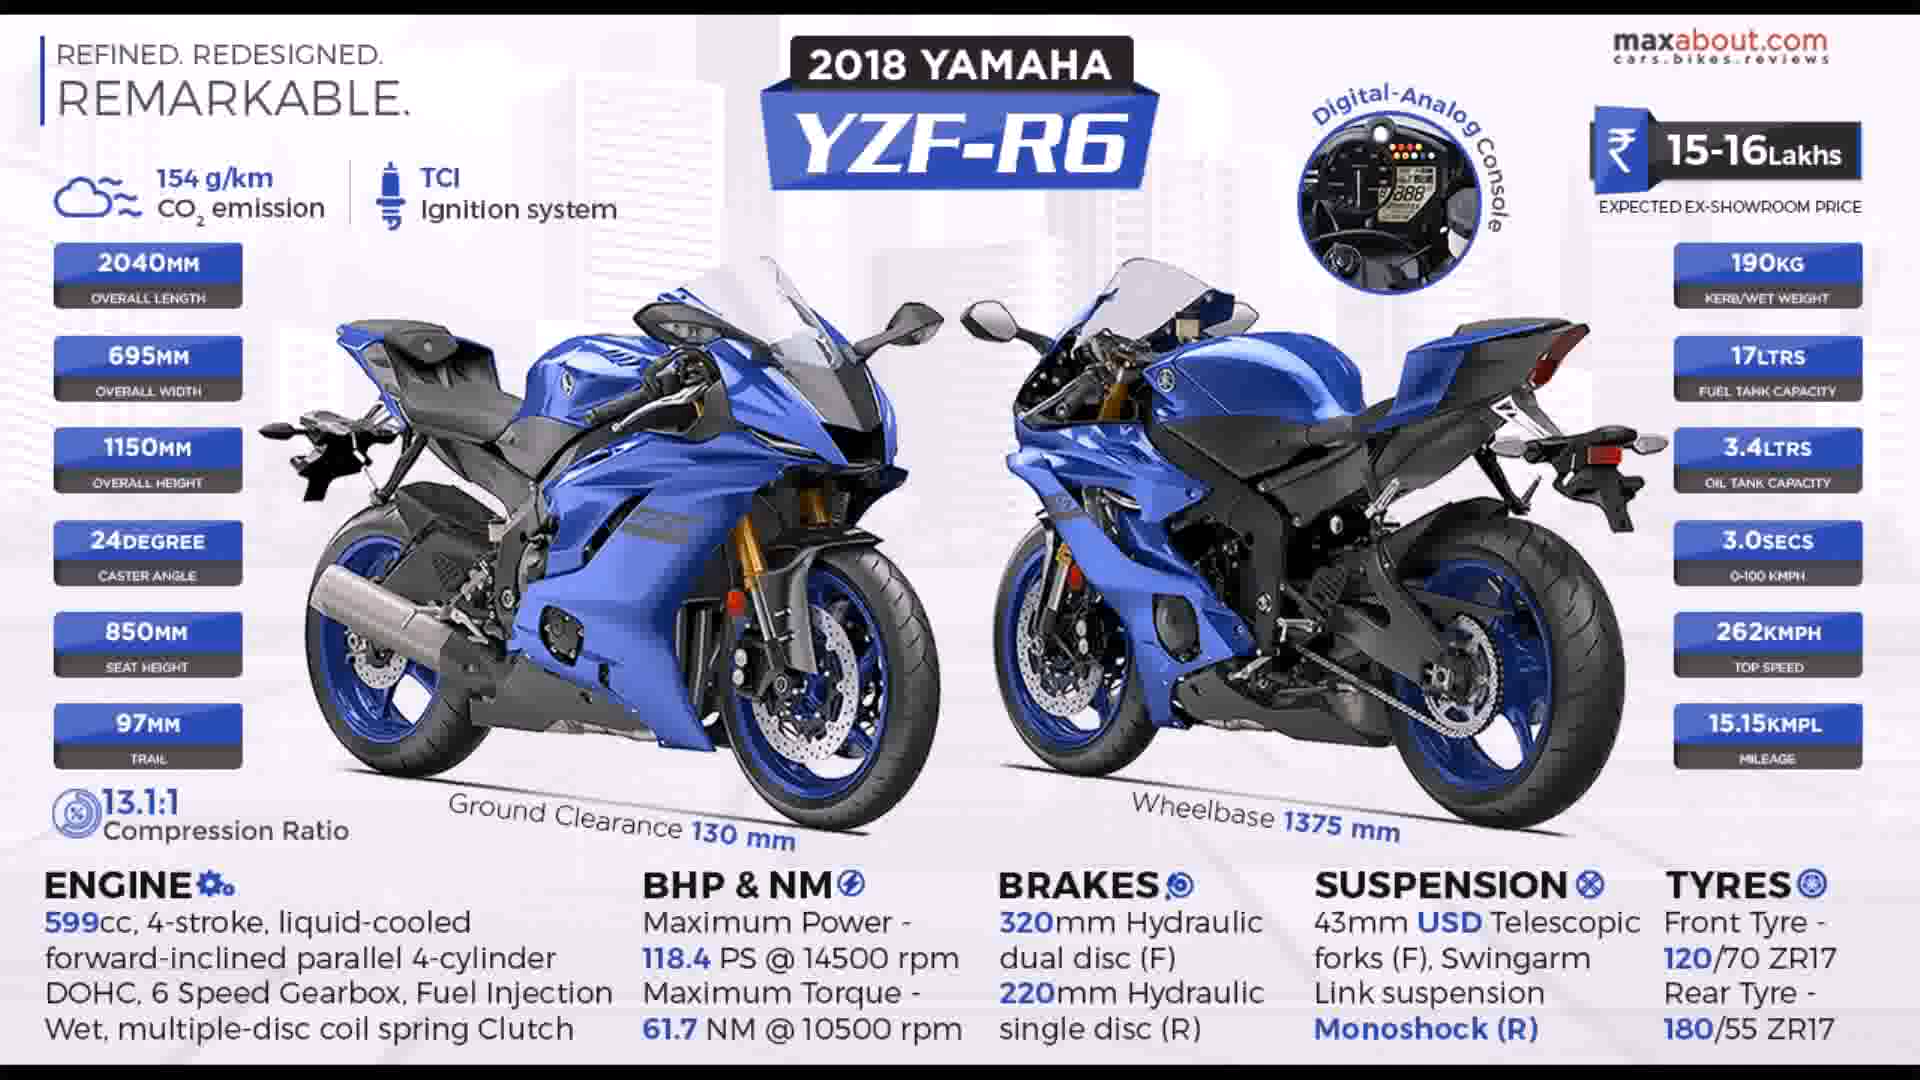 REFINED. REDESIGNED.
REMARKABLE.
154 g/km
CO2 emission
TCI
Ignition system
2018 YAMAHA
YZF-R6
Digital-Analog Console
maxabout.com
cars.bikes.reviews
₹ 15-16Lakhs
EXPECTED EX-SHOWROOM PRICE
2040MM
OVERALL LENGTH
695MM
OVERALL WIDTH
1150MM
OVERALL HEIGHT
24DEGREE
CASTER ANGLE
850MM
SEAT HEIGHT
97MM
TRAIL
13.1:1
Compression Ratio
190KG
KERB/WET WEIGHT
17LTRS
FUEL TANK CAPACITY
3.4LTRS
OIL TANK CAPACITY
3.0SECS
0-100 KMPH
262KMPH
TOP SPEED
15.15KMPL
MILEAGE
Ground Clearance 130 mm
Wheelbase 1375 mm
ENGINE
599cc, 4-stroke, liquid-cooled
forward-inclined parallel 4-cylinder
DOHC, 6 Speed Gearbox, Fuel Injection
Wet, multiple-disc coil spring Clutch
BHP & NM
Maximum Power -
118.4 PS @ 14500 rpm
Maximum Torque -
61.7 NM @ 10500 rpm
BRAKES
320mm Hydraulic
dual disc (F)
220mm Hydraulic
single disc (R)
SUSPENSION
43mm USD Telescopic
forks (F), Swingarm
Link suspension
Monoshock (R)
TYRES
Front Tyre -
120/70 ZR17
Rear Tyre -
180/55 ZR17